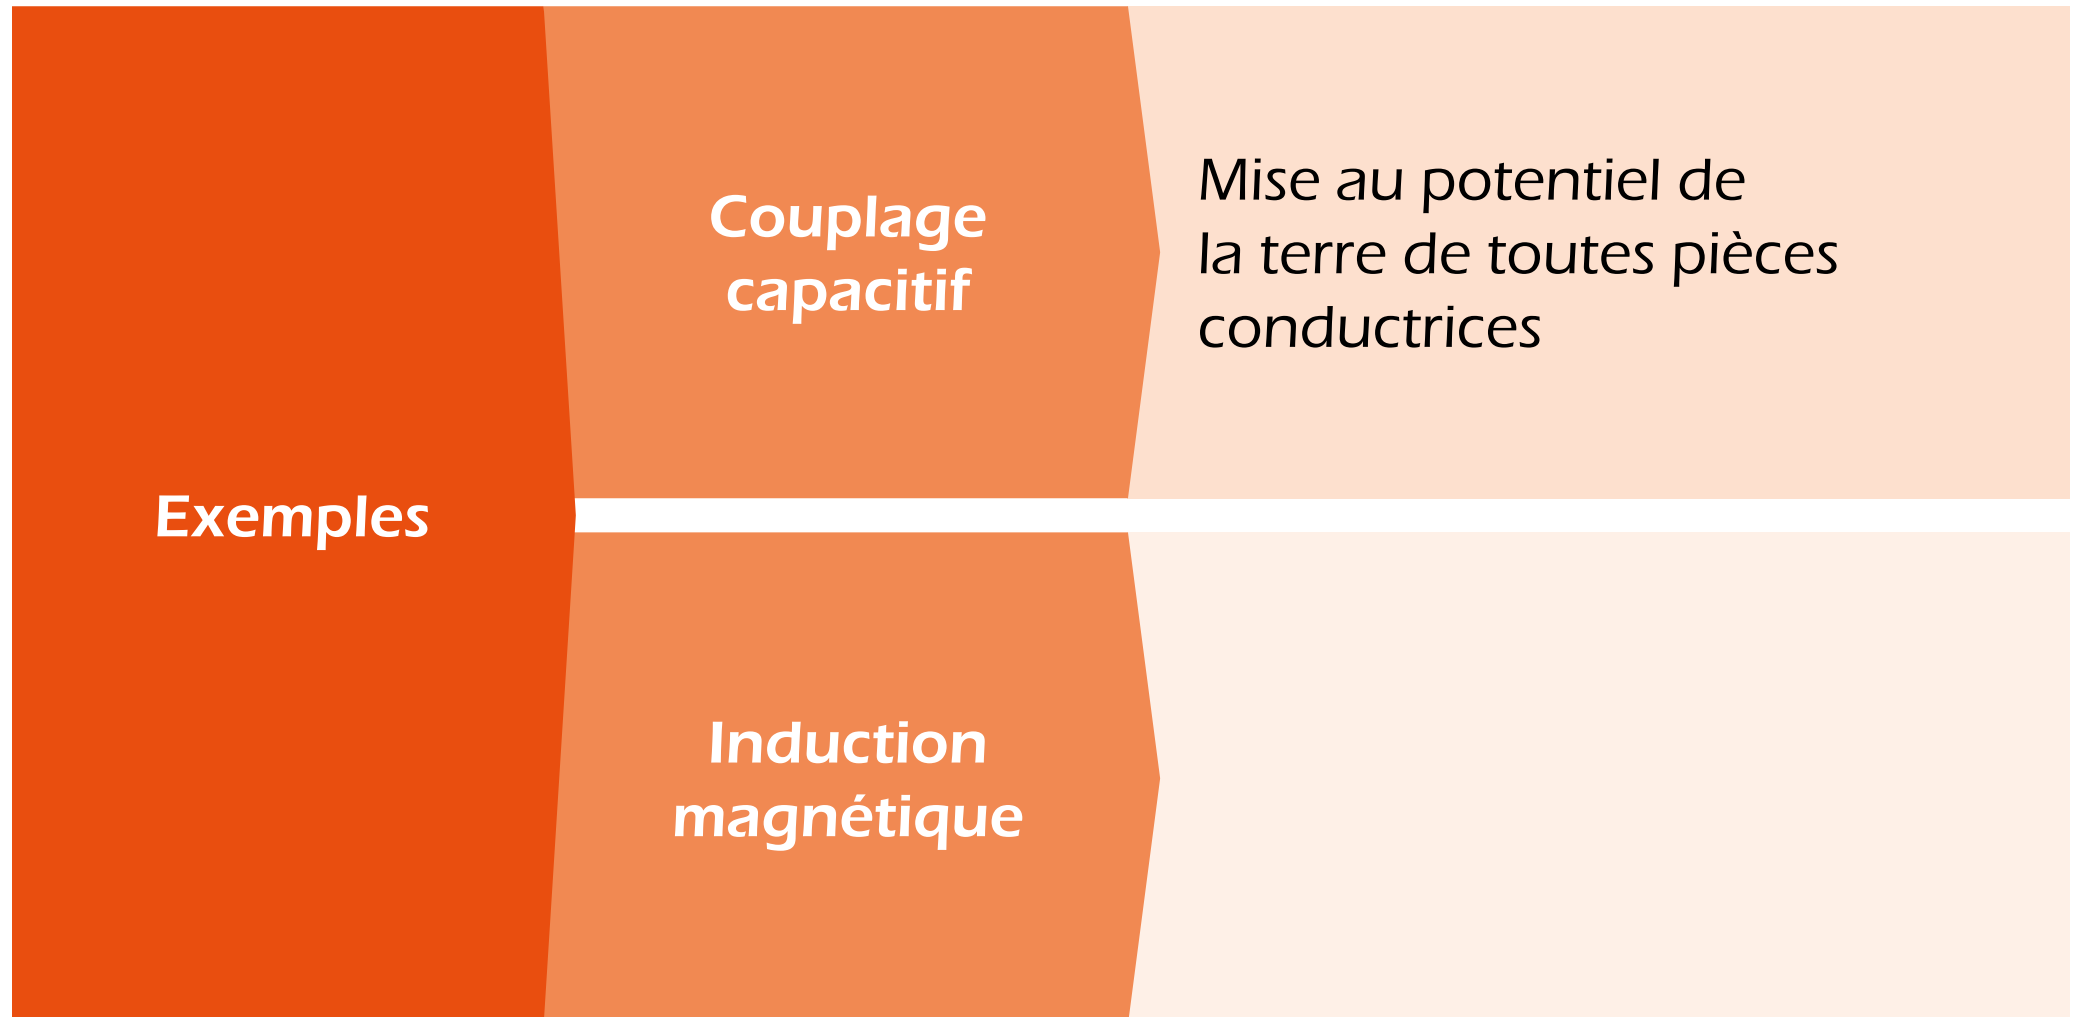 Exemples
Couplage
capacitif
Mise au potentiel de
la terre de toutes pièces
conductrices
Induction
magnétique